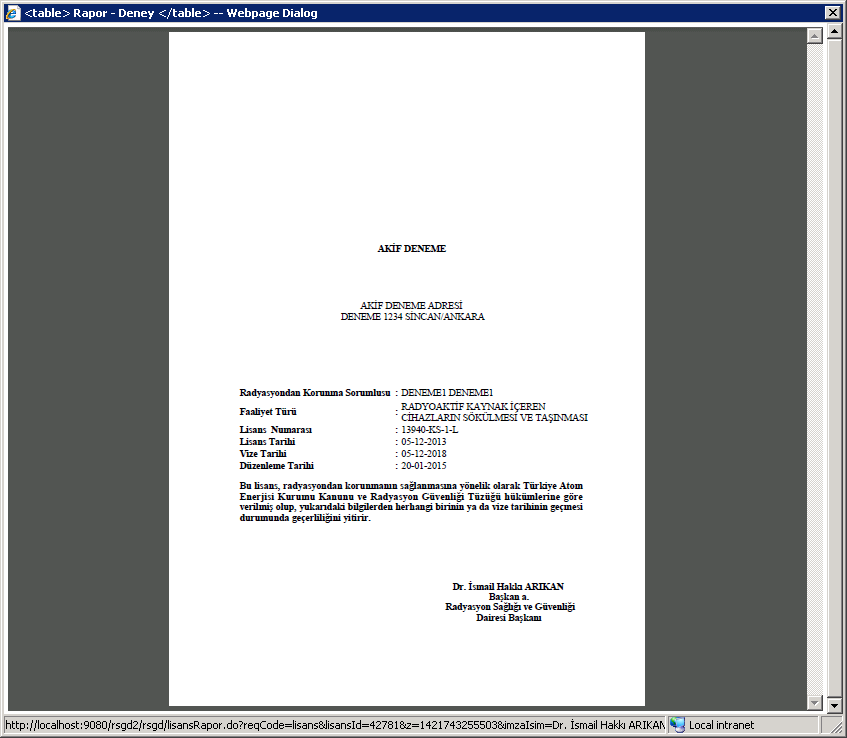 <table> Rapor - Deney </table> -- Webpage Dialog
AKİF DENEME
AKİF DENEME ADRESİ
DENEME 1234 SİNCAN/ANKARA
Radyasyondan Korunma Sorumlusu : DENEME1 DENEME1
Faaliyet Türü : RADYOAKTİF KAYNAK İÇEREN
CİHAZLARIN SÖKÜLMESİ VE TAŞINMASI
Lisans Numarası : 13940-KS-1-L
Lisans Tarihi : 05-12-2013
Vize Tarihi : 05-12-2018
Düzenleme Tarihi : 20-01-2015
Bu lisans, radyasyondan korunmanın sağlanmasına yönelik olarak Türkiye Atom
Enerjisi Kurumu Kanunu ve Radyasyon Güvenliği Tüzüğü hükümlerine göre
verilmiş olup, yukarıdaki bilgilerden herhangi birinin ya da vize tarihinin geçmesi
durumunda geçerliliğini yitirir.
Dr. İsmail Hakkı ARIKAN
Başkan a.
Radyasyon Sağlığı ve Güvenliği
Dairesi Başkanı
http://localhost:9080/rsgd2/rsgd/lisansRapor.do?reqCode=lisans&lisansId=42781&z=1421743255503&imzaIsim=Dr. İsmail Hakkı ARIKAN Local intranet